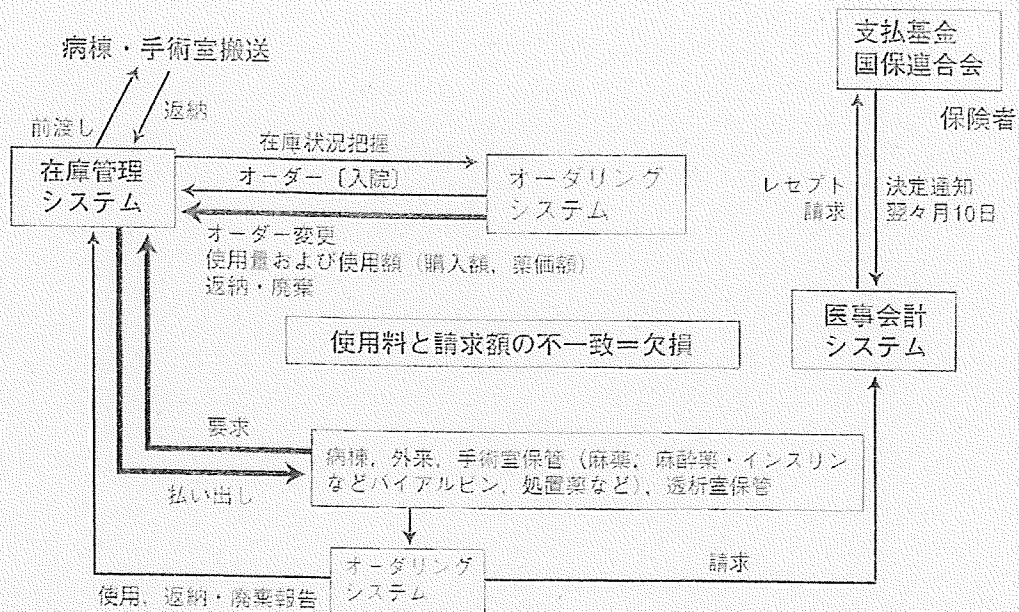 支払基金
国保連合会
病棟・手術室搬送
保険者
前渡し
返納
在庫管理
システム
在庫状況把握
オーダー〔入院〕
オーダリング
システム
レセプト
請求
決定通知
翌々月10日
オーダー変更
使用量および使用額（購入額，薬価額）
返納・廃棄
医事会計
システム
使用料と請求額の不一致＝欠損
要求
払い出し
病棟，外来，手術室保管（麻薬；麻酔薬・インスリン
などバイアルビン，処置薬など），透析室保管
オーダリング
システム
請求
使用，返納・廃棄報告